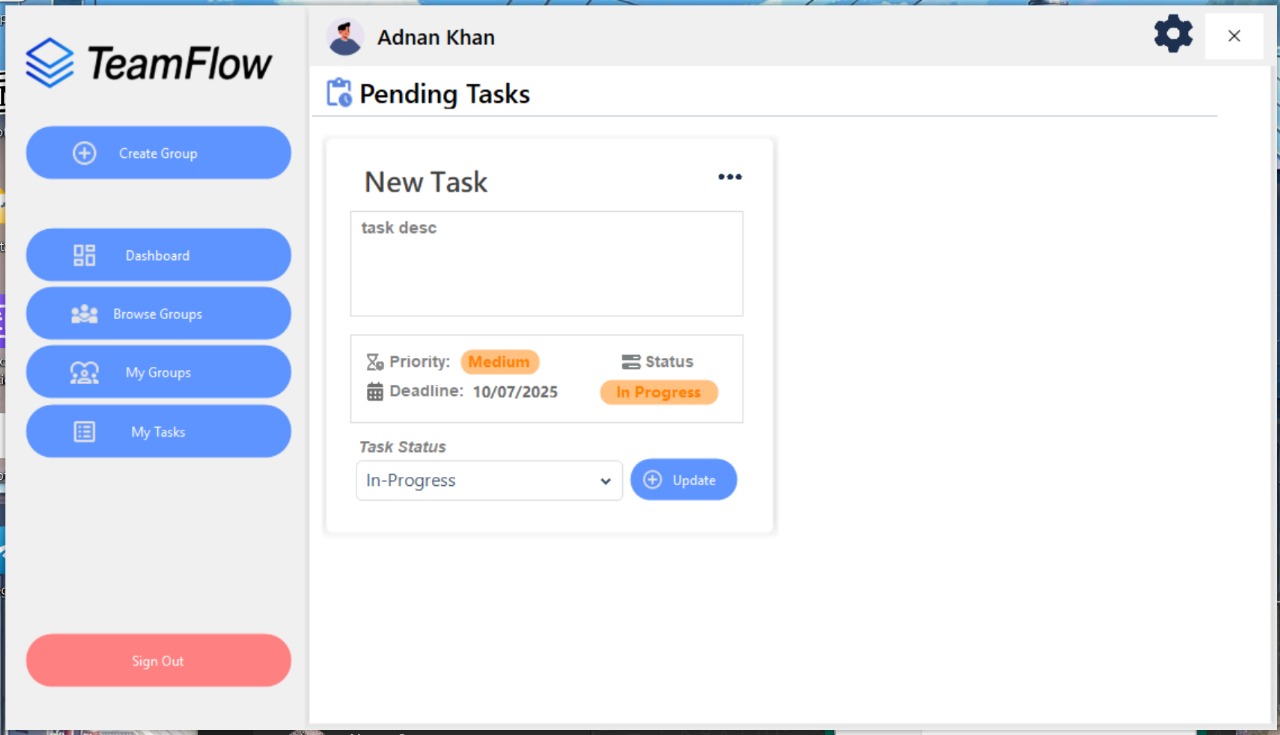 TeamFlow
Adnan Khan
Pending Tasks
Create Group
Dashboard
Browse Groups
My Groups
My Tasks
Sign Out
New Task
task desc
Priority: Medium
Status
Deadline: 10/07/2025
In Progress
Task Status
In-Progress
Update